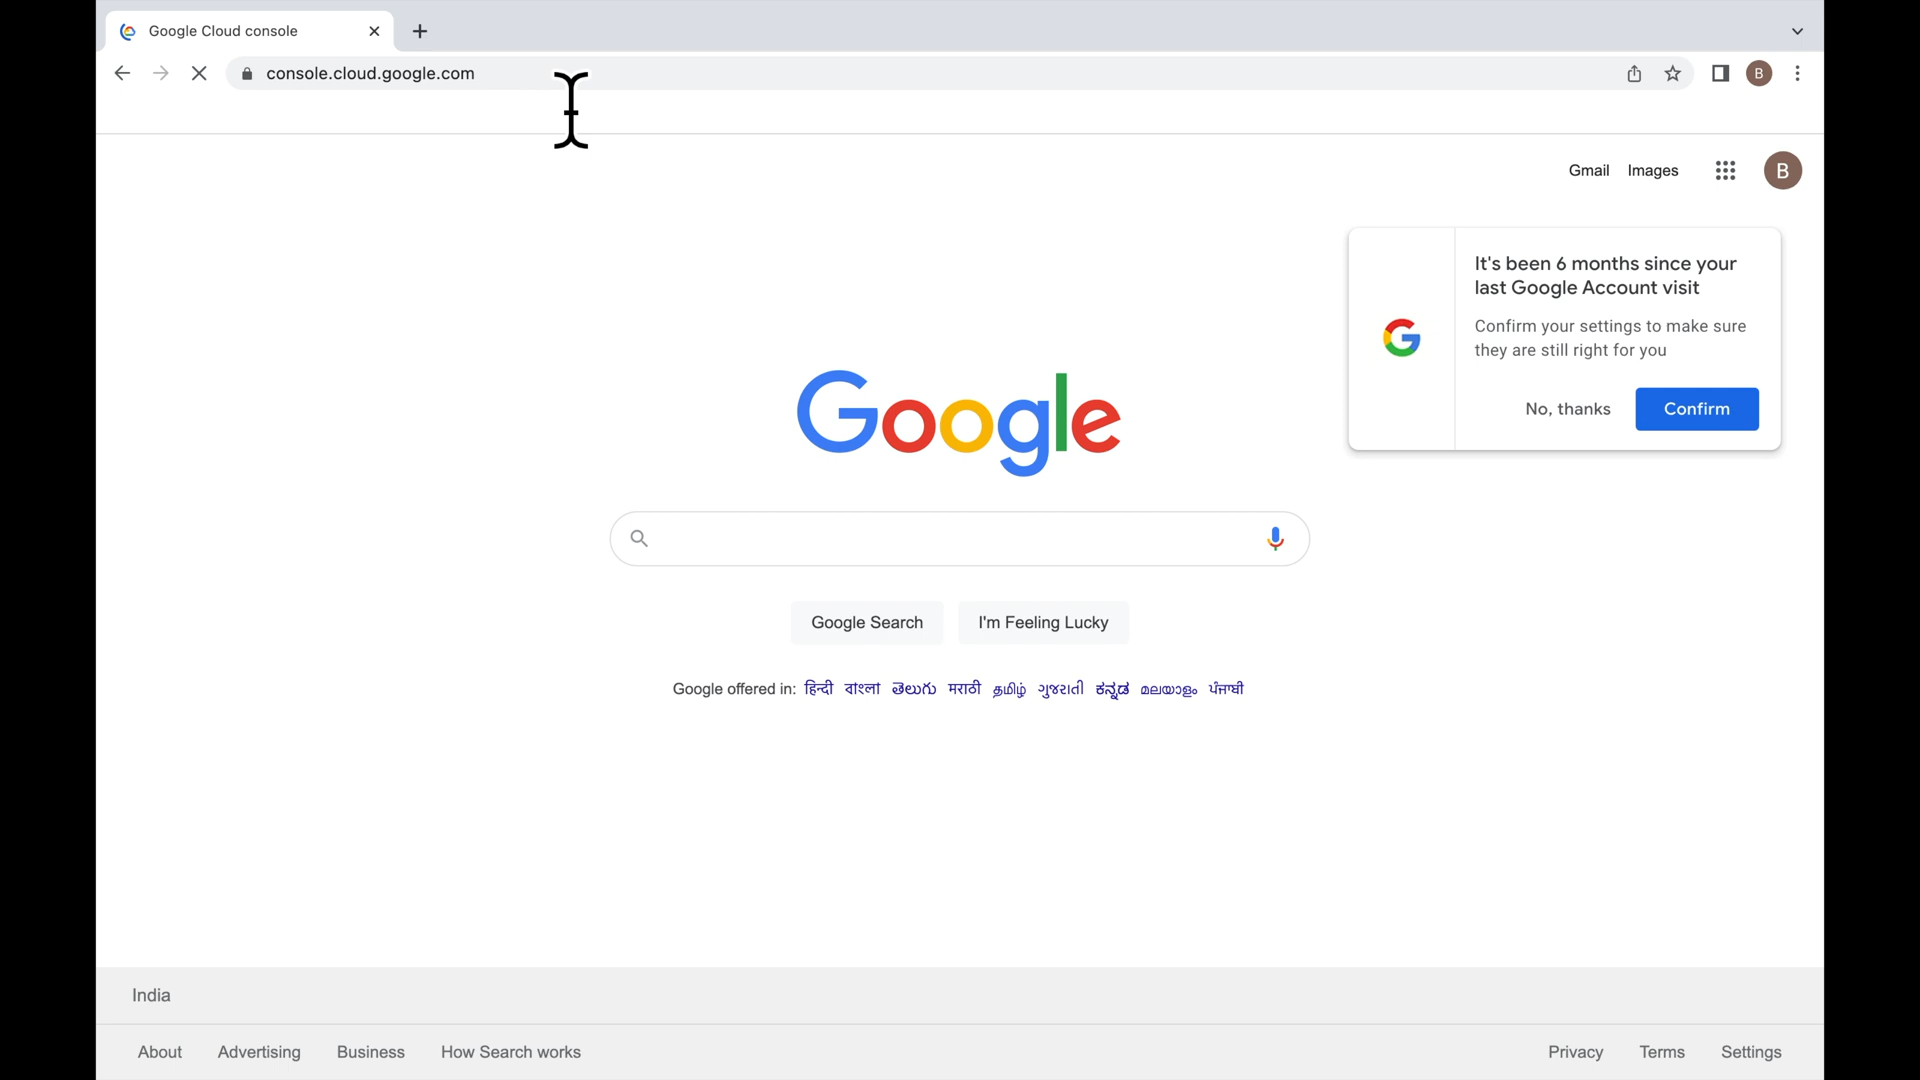 Google Cloud console
console.cloud.google.com
B
Gmail Images B
It's been 6 months since your
last Google Account visit
Confirm your settings to make sure
they are still right for you
No, thanks Confirm
Google
Google Search I'm Feeling Lucky
Google offered in: हिन्दी বাংলা తెలుగు मराठी தமிழ் ગુજરાતી ಕನ್ನಡ മലയാളം ਪੰਜਾਬੀ
India
About Advertising Business How Search works Privacy Terms Settings